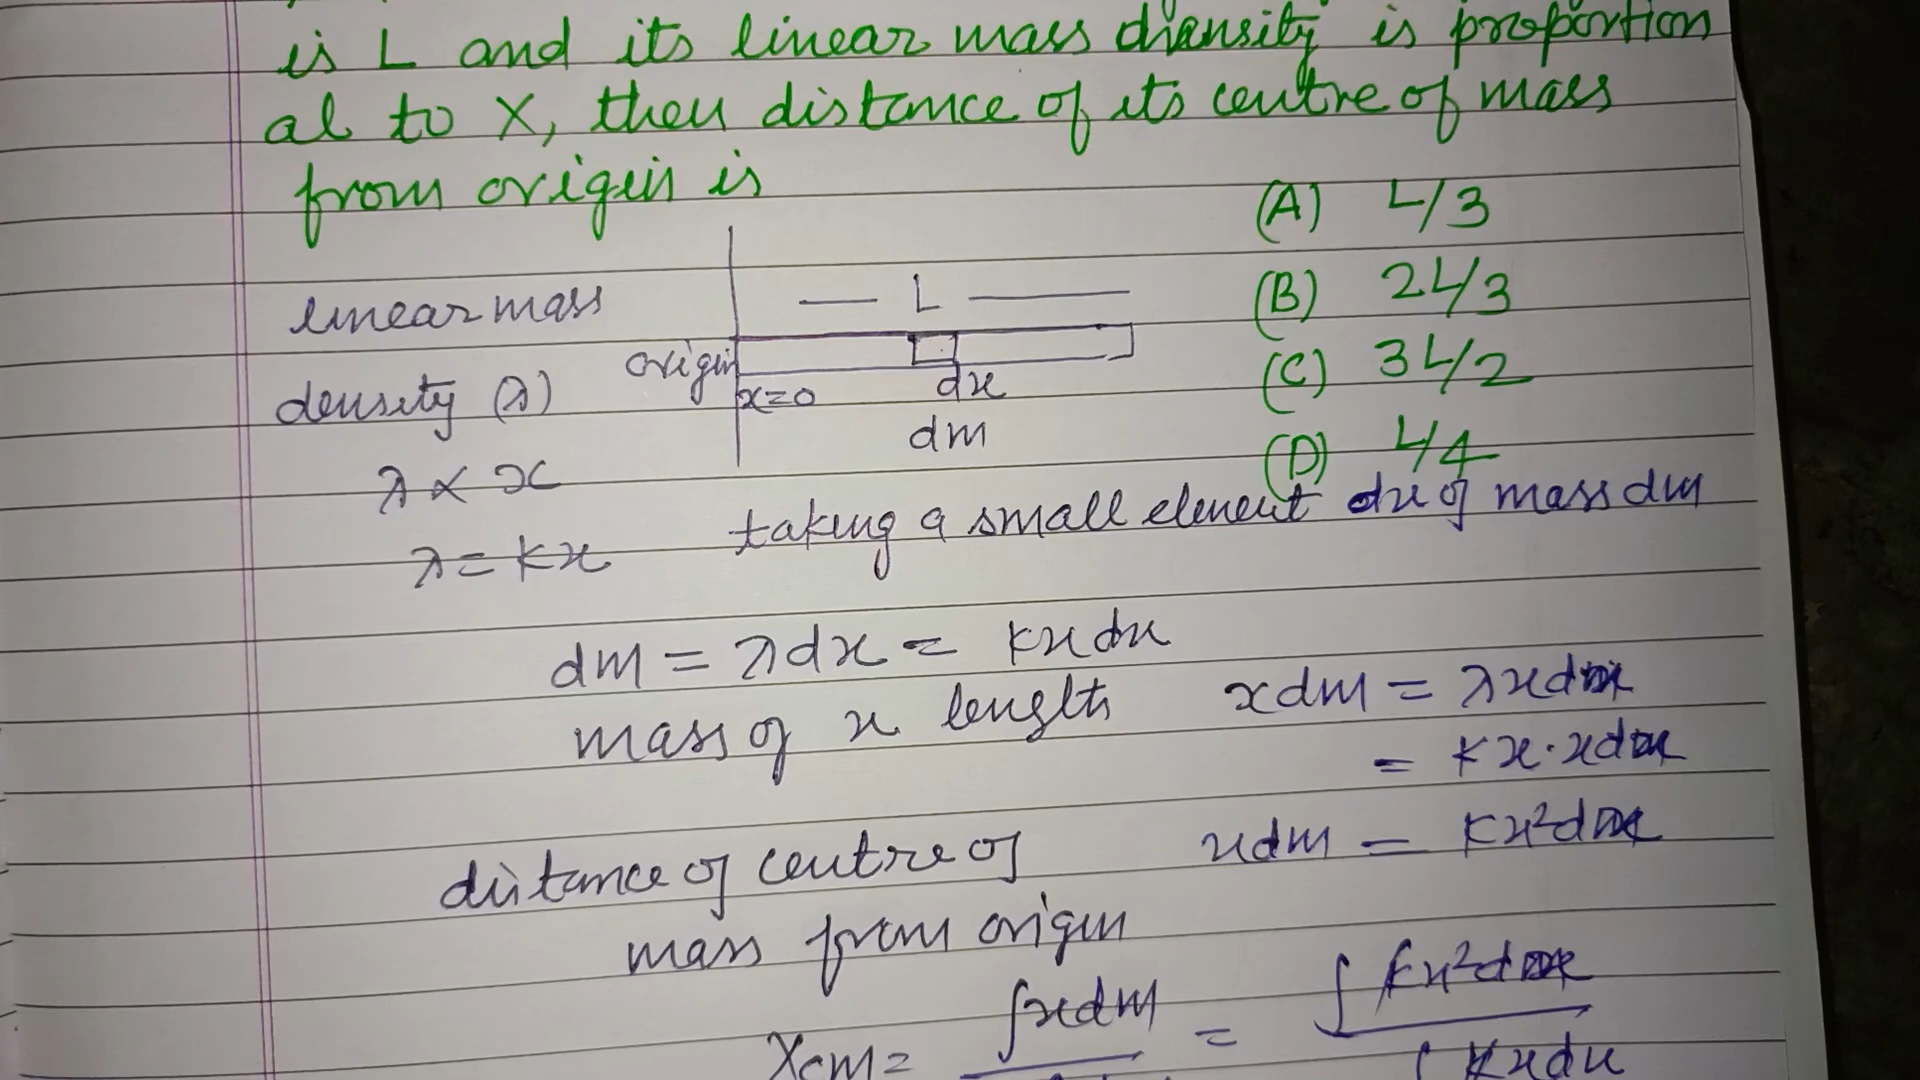 is L and its linear mass density is proportion
al to X, then distance of its centre of mass
from origin is
(A) L/3
(B) 2L/3
(C) 3L/2
(D) L/4
linear mass
density (λ)
λ ∝ x
λ = kx
L
origin
x=0
dx
dm
taking a small element dx of mass dm
dm = λdx = kxdx
mass of x length
xdm = λxdx
= kx·xdx
xdm = kx²dx
distance of centre of
mass from origin
Xcm = ∫xdm = ∫kx²dx
∫kxdx